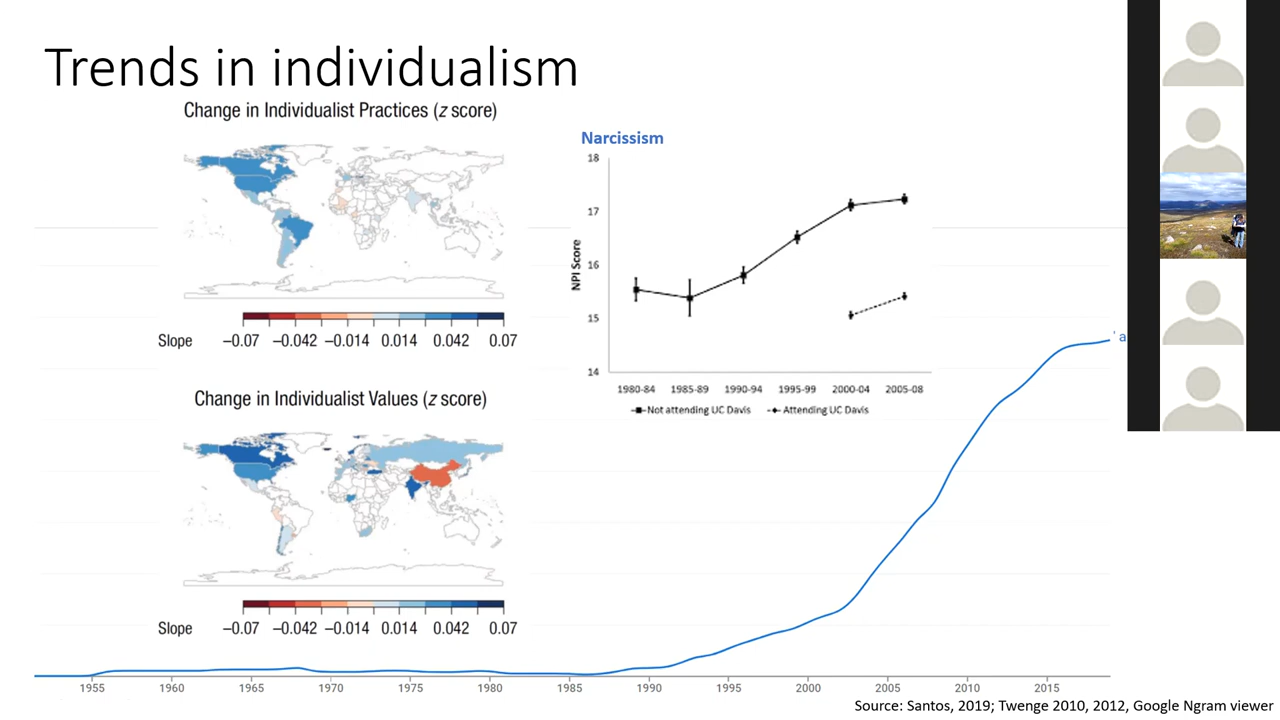 Trends in individualism
Change in Individualist Practices (z score)
Slope −0.07 −0.042 −0.014 0.014 0.042 0.07
Change in Individualist Values (z score)
Slope −0.07 −0.042 −0.014 0.014 0.042 0.07
Narcissism
18
17
16
15
14
NPI Score
1980-84 1985-89 1990-94 1995-99 2000-04 2005-08
Not attending UC Davis Attending UC Davis
1955 1960 1965 1970 1975 1980 1985 1990 1995 2000 2005 2010 2015
Source: Santos, 2019; Twenge 2010, 2012, Google Ngram viewer